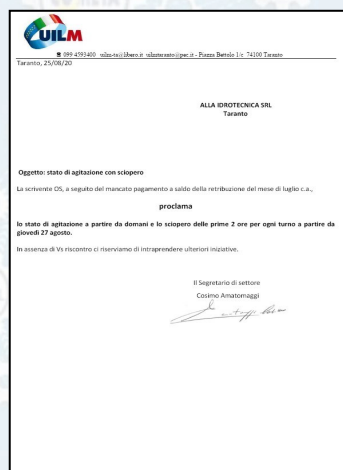 UILM
☎ 099 4593400 uilm-ta@libero.it uilmtaranto@pec.it - Piazza Bettolo 1/c 74100 Taranto
Taranto, 25/08/20
ALLA IDROTECNICA SRL
Taranto
Oggetto: stato di agitazione con sciopero
La scrivente OS, a seguito del mancato pagamento a saldo della retribuzione del mese di luglio c.a.,
proclama
lo stato di agitazione a partire da domani e lo sciopero delle prime 2 ore per ogni turno a partire da
giovedì 27 agosto.
In assenza di Vs riscontro ci riserviamo di intraprendere ulteriori iniziative.
Il Segretario di settore
Cosimo Amatomaggi